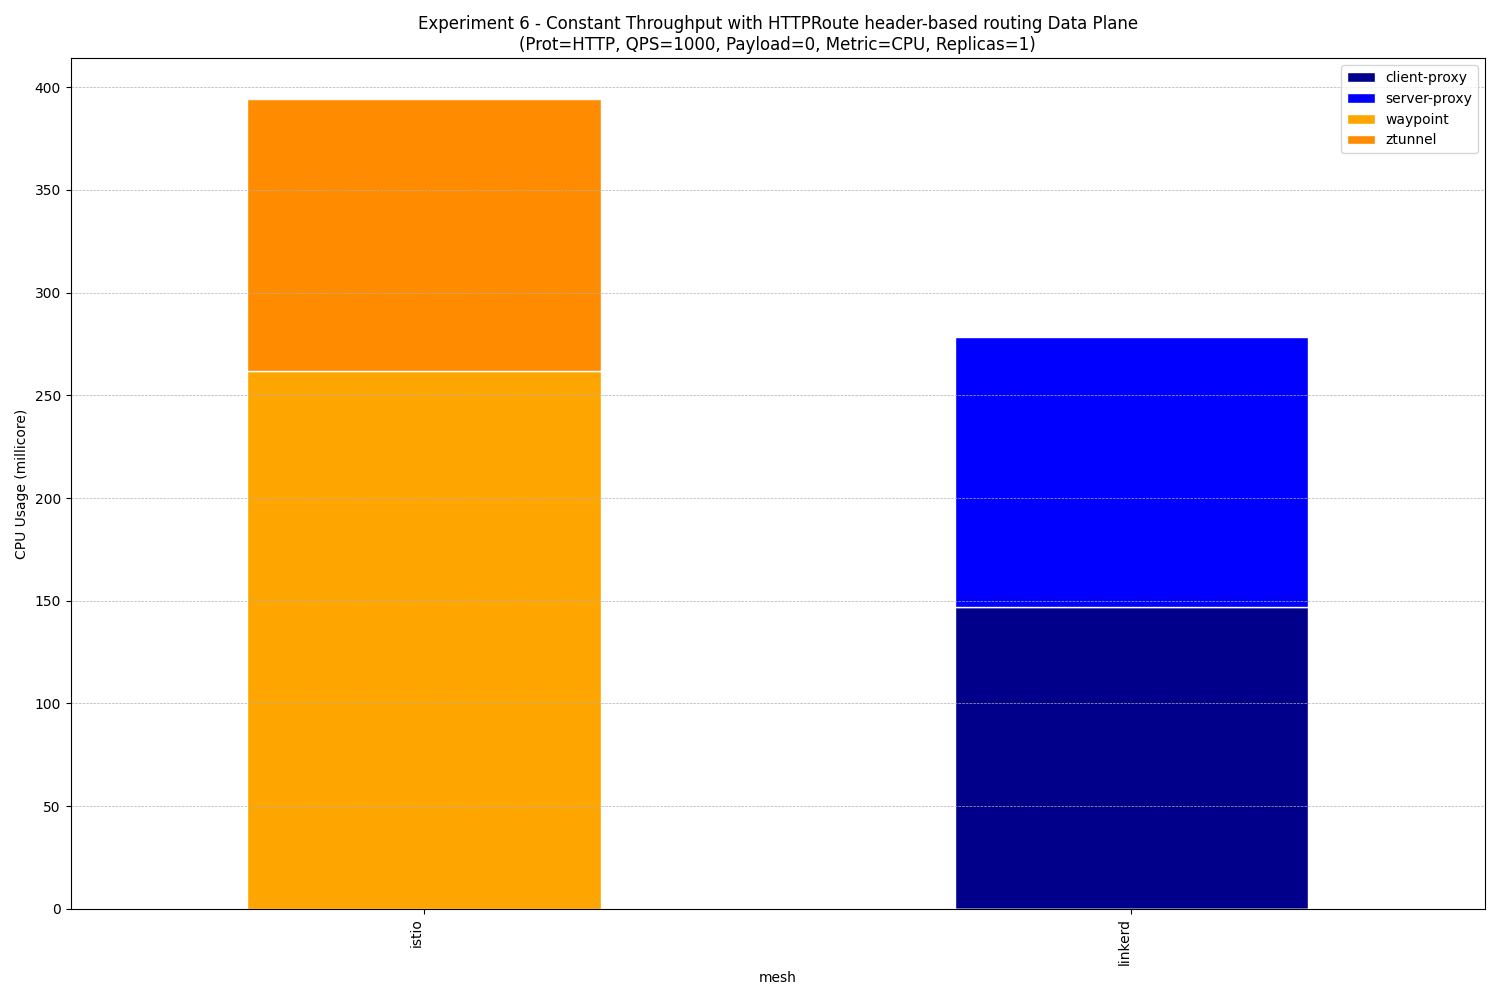 Experiment 6 - Constant Throughput with HTTPRoute header-based routing Data Plane
(Prot=HTTP, QPS=1000, Payload=0, Metric=CPU, Replicas=1)
client-proxy
server-proxy
waypoint
ztunnel
CPU Usage (millicore)
400
350
300
250
200
150
100
50
0
istio
linkerd
mesh